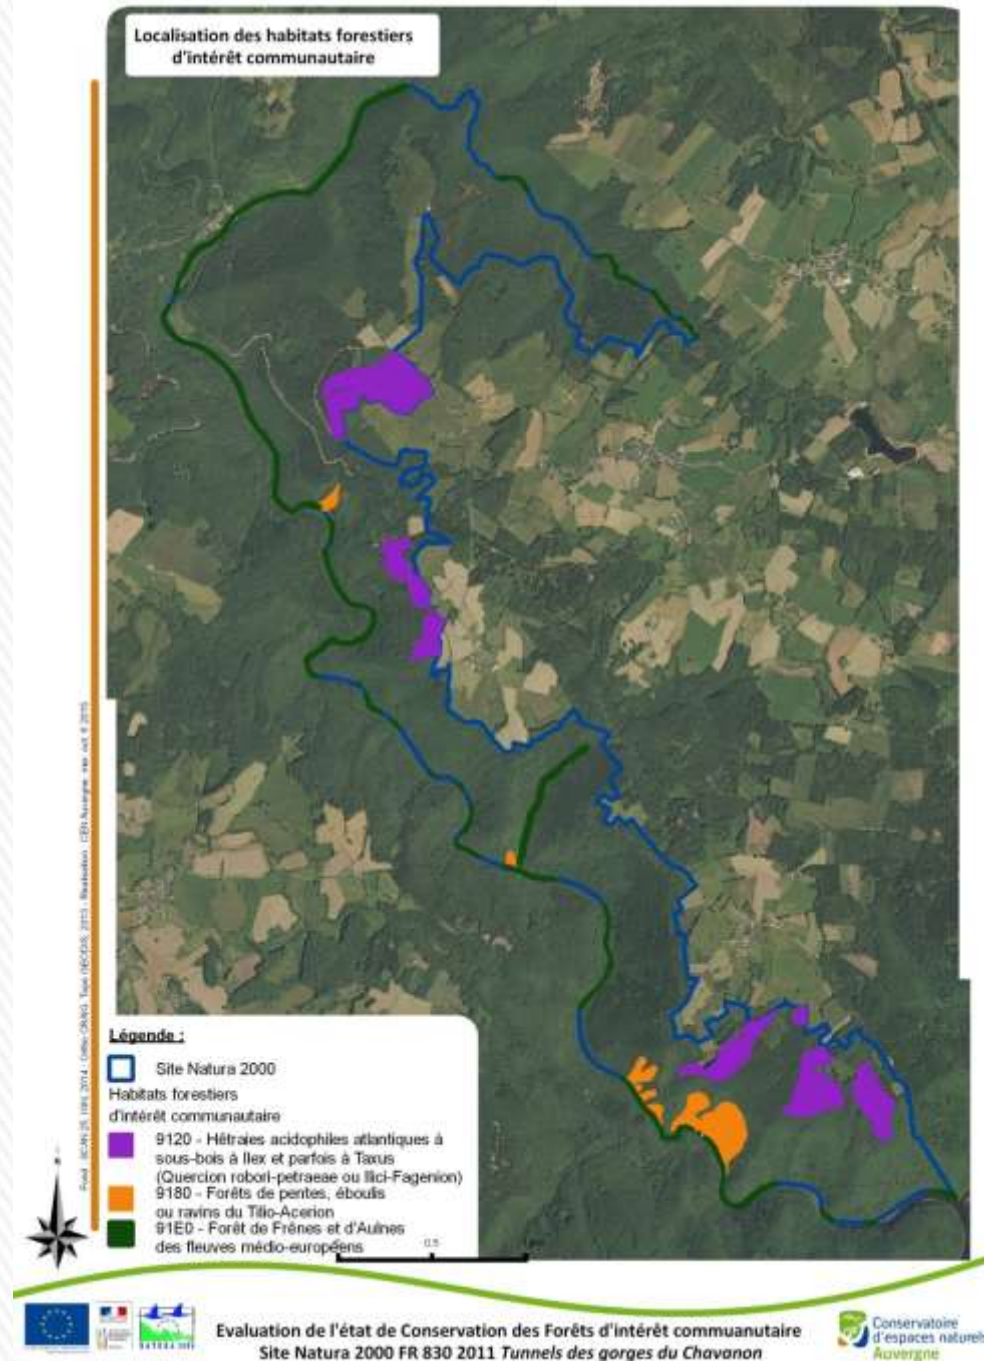 Localisation des habitats forestiers
d'intérêt communautaire
Légende :
Site Natura 2000
Habitats forestiers
d'intérêt communautaire
9120 - Hêtraies acidophiles atlantiques à
sous-bois à Ilex et parfois à Taxus
(Quercion robori-petraeae ou Ilici-Fagenion)
9180 - Forêts de pentes, éboulis
ou ravins du Tilio-Acerion
91E0 - Forêt de Frênes et d'Aulnes
des fleuves médio-européens
0.5
NATURA 2000
Evaluation de l'état de Conservation des Forêts d'intérêt commuanutaire
Site Natura 2000 FR 830 2011 Tunnels des gorges du Chavanon
Conservatoire
d'espaces naturels
Auvergne